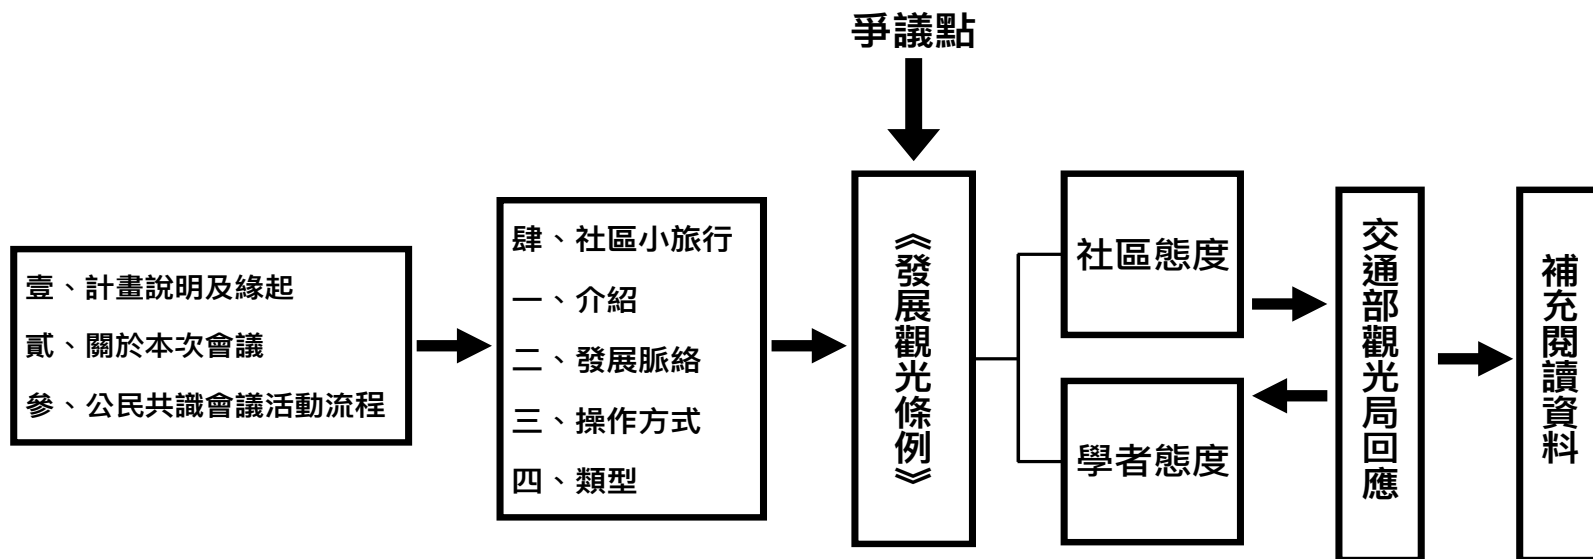 爭議點
壹、計畫說明及緣起
貳、關於本次會議
參、公民共識會議活動流程
肆、社區小旅行
一、介紹
二、發展脈絡
三、操作方式
四、類型
《發展觀光條例》
社區態度
學者態度
交通部觀光局回應
補充閱讀資料